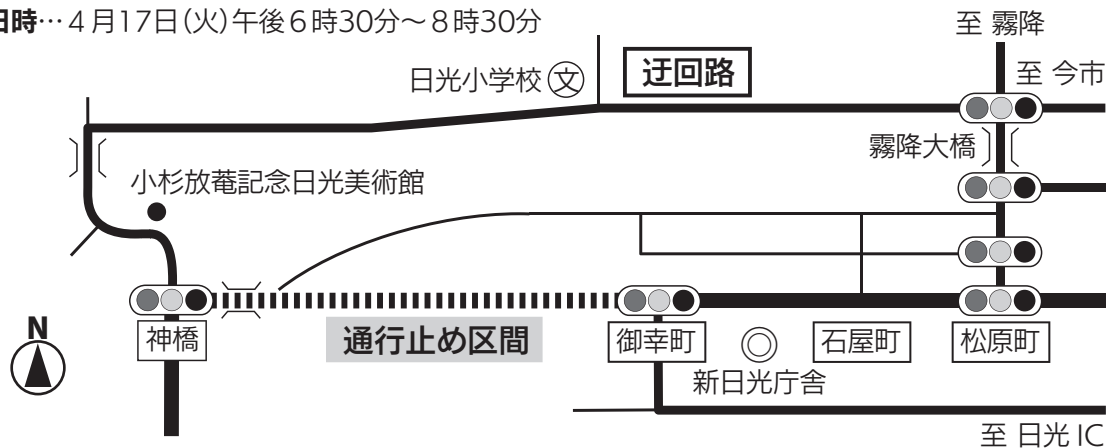 日時…４月17日(火)午後６時30分～８時30分
至 霧降
至 今市
迂回路
日光小学校 文
霧降大橋
小杉放菴記念日光美術館
N
神橋
通行止め区間
御幸町
石屋町
松原町
新日光庁舎
至 日光 IC